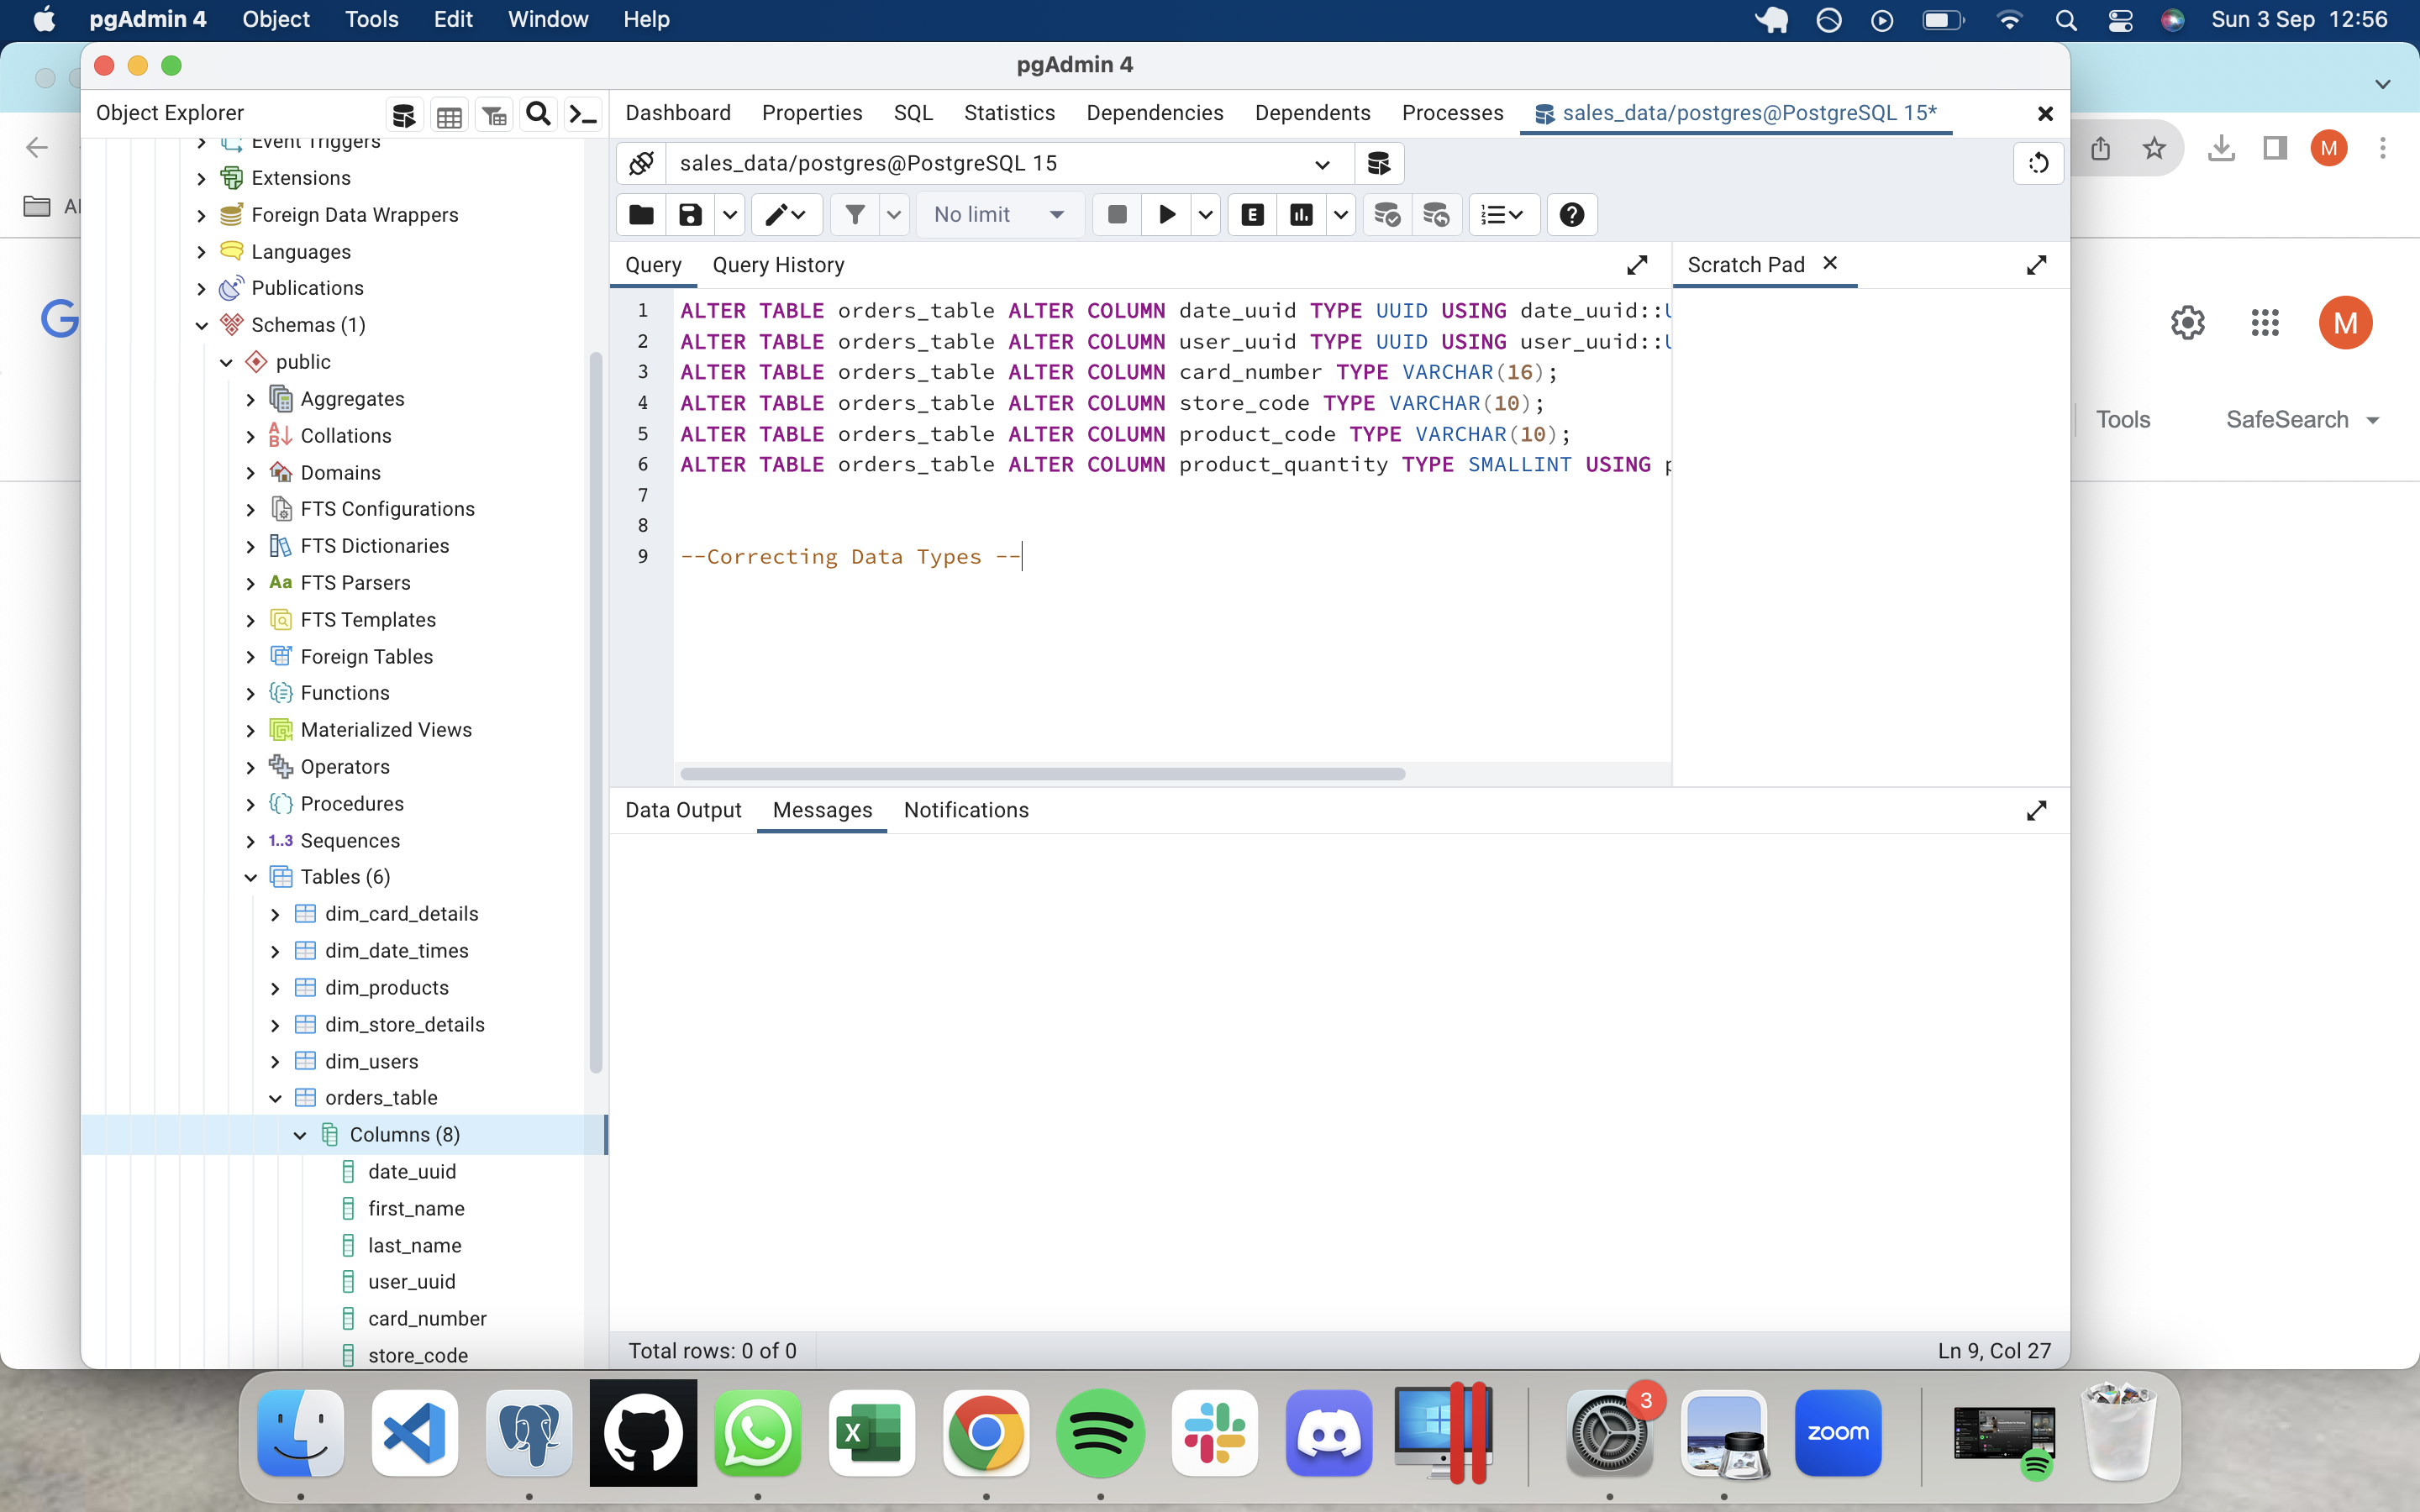 pgAdmin 4 Object Tools Edit Window Help Sun 3 Sep 12:56
pgAdmin 4
Object Explorer
Dashboard Properties SQL Statistics Dependencies Dependents Processes sales_data/postgres@PostgreSQL 15*
Event Triggers
Extensions
Foreign Data Wrappers
Languages
Publications
Schemas (1)
public
Aggregates
Collations
Domains
FTS Configurations
FTS Dictionaries
Aa FTS Parsers
FTS Templates
Foreign Tables
Functions
Materialized Views
Operators
Procedures
1..3 Sequences
Tables (6)
dim_card_details
dim_date_times
dim_products
dim_store_details
dim_users
orders_table
Columns (8)
date_uuid
first_name
last_name
user_uuid
card_number
store_code
sales_data/postgres@PostgreSQL 15
No limit
E
Query Query History
Scratch Pad
1 ALTER TABLE orders_table ALTER COLUMN date_uuid TYPE UUID USING date_uuid::U
2 ALTER TABLE orders_table ALTER COLUMN user_uuid TYPE UUID USING user_uuid::U
3 ALTER TABLE orders_table ALTER COLUMN card_number TYPE VARCHAR(16);
4 ALTER TABLE orders_table ALTER COLUMN store_code TYPE VARCHAR(10);
5 ALTER TABLE orders_table ALTER COLUMN product_code TYPE VARCHAR(10);
6 ALTER TABLE orders_table ALTER COLUMN product_quantity TYPE SMALLINT USING p
7
8
9 --Correcting Data Types --
Data Output Messages Notifications
Total rows: 0 of 0
Ln 9, Col 27
M
M
Tools SafeSearch
G
X
3
zoom